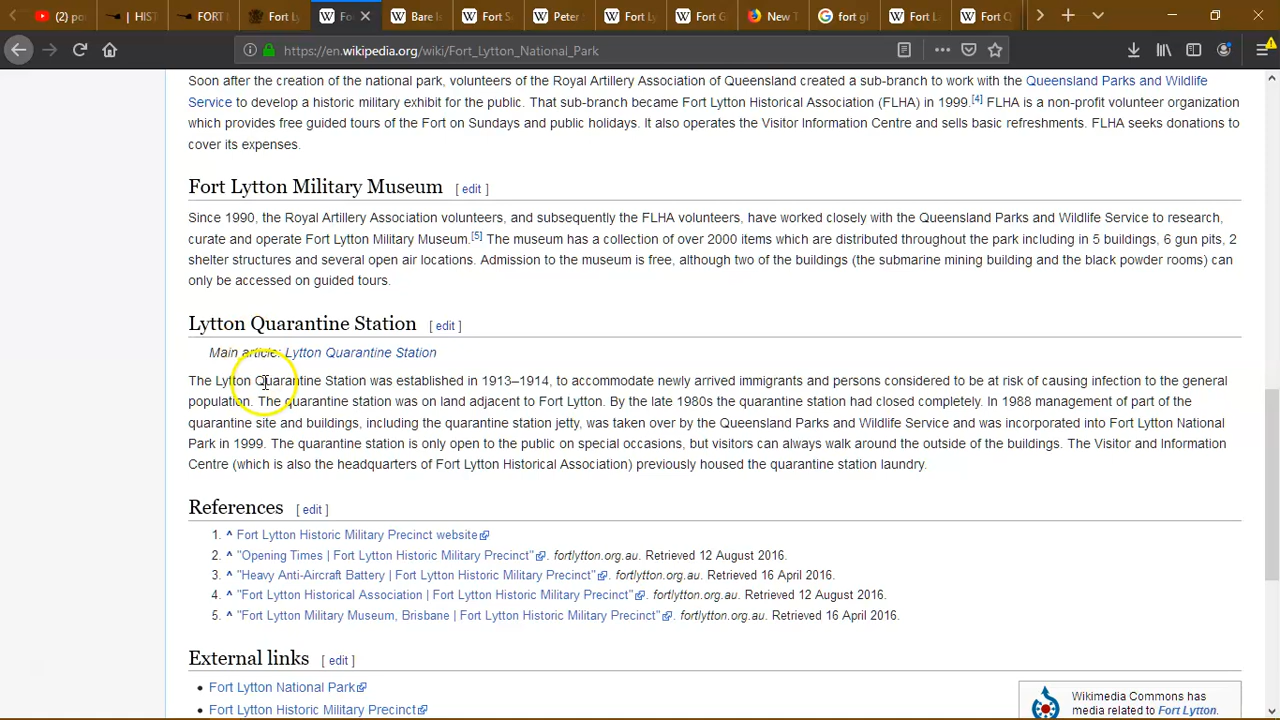 (2) po
HIST
FORT
Fort Ly
Fo
Bare Is
Fort S
Peter
Fort Ly
Fort G
New T
fort gl
Fort L
Fort Q
https://en.wikipedia.org/wiki/Fort_Lytton_National_Park
Soon after the creation of the national park, volunteers of the Royal Artillery Association of Queensland created a sub-branch to work with the Queensland Parks and Wildlife
Service to develop a historic military exhibit for the public. That sub-branch became Fort Lytton Historical Association (FLHA) in 1999.[4] FLHA is a non-profit volunteer organization
which provides free guided tours of the Fort on Sundays and public holidays. It also operates the Visitor Information Centre and sells basic refreshments. FLHA seeks donations to
cover its expenses.
Fort Lytton Military Museum [ edit ]
Since 1990, the Royal Artillery Association volunteers, and subsequently the FLHA volunteers, have worked closely with the Queensland Parks and Wildlife Service to research,
curate and operate Fort Lytton Military Museum.[5] The museum has a collection of over 2000 items which are distributed throughout the park including in 5 buildings, 6 gun pits, 2
shelter structures and several open air locations. Admission to the museum is free, although two of the buildings (the submarine mining building and the black powder rooms) can
only be accessed on guided tours.
Lytton Quarantine Station [ edit ]
Main article: Lytton Quarantine Station
The Lytton Quarantine Station was established in 1913–1914, to accommodate newly arrived immigrants and persons considered to be at risk of causing infection to the general
population. The quarantine station was on land adjacent to Fort Lytton. By the late 1980s the quarantine station had closed completely. In 1988 management of part of the
quarantine site and buildings, including the quarantine station jetty, was taken over by the Queensland Parks and Wildlife Service and was incorporated into Fort Lytton National
Park in 1999. The quarantine station is only open to the public on special occasions, but visitors can always walk around the outside of the buildings. The Visitor and Information
Centre (which is also the headquarters of Fort Lytton Historical Association) previously housed the quarantine station laundry.
References [ edit ]
1. ^ Fort Lytton Historic Military Precinct website
2. ^ "Opening Times | Fort Lytton Historic Military Precinct". fortlytton.org.au. Retrieved 12 August 2016.
3. ^ "Heavy Anti-Aircraft Battery | Fort Lytton Historic Military Precinct". fortlytton.org.au. Retrieved 16 April 2016.
4. ^ "Fort Lytton Historical Association | Fort Lytton Historic Military Precinct". fortlytton.org.au. Retrieved 12 August 2016.
5. ^ "Fort Lytton Military Museum, Brisbane | Fort Lytton Historic Military Precinct". fortlytton.org.au. Retrieved 16 April 2016.
External links [ edit ]
• Fort Lytton National Park
• Fort Lytton Historic Military Precinct
Wikimedia Commons has
media related to Fort Lytton.